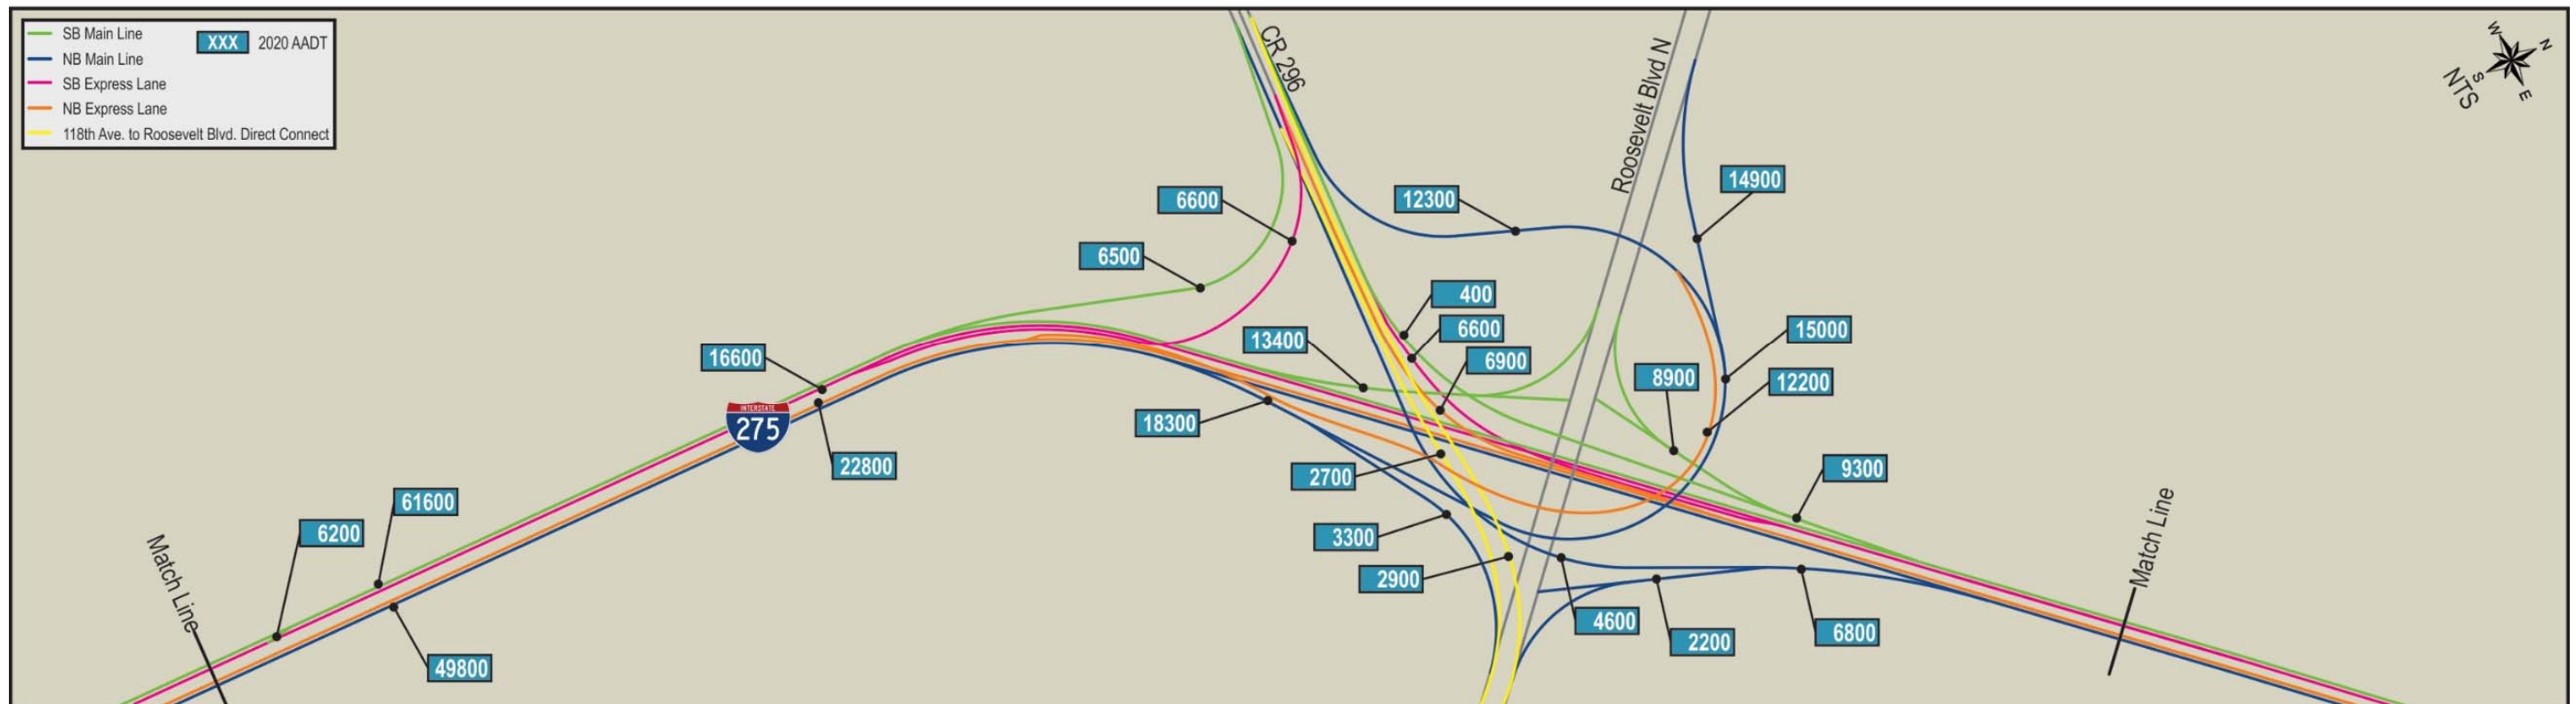 SB Main Line
XXX 2020 AADT
NB Main Line
SB Express Lane
NB Express Lane
118th Ave. to Roosevelt Blvd. Direct Connect
CR 296
Roosevelt Blvd N
W
N
S
E
NTS
14900
6600
12300
6500
400
6600
13400
15000
16600
6900
8900
12200
INTERSTATE
275
18300
22800
9300
2700
61600
6200
3300
Match Line
Match Line
2900
4600
6800
2200
49800